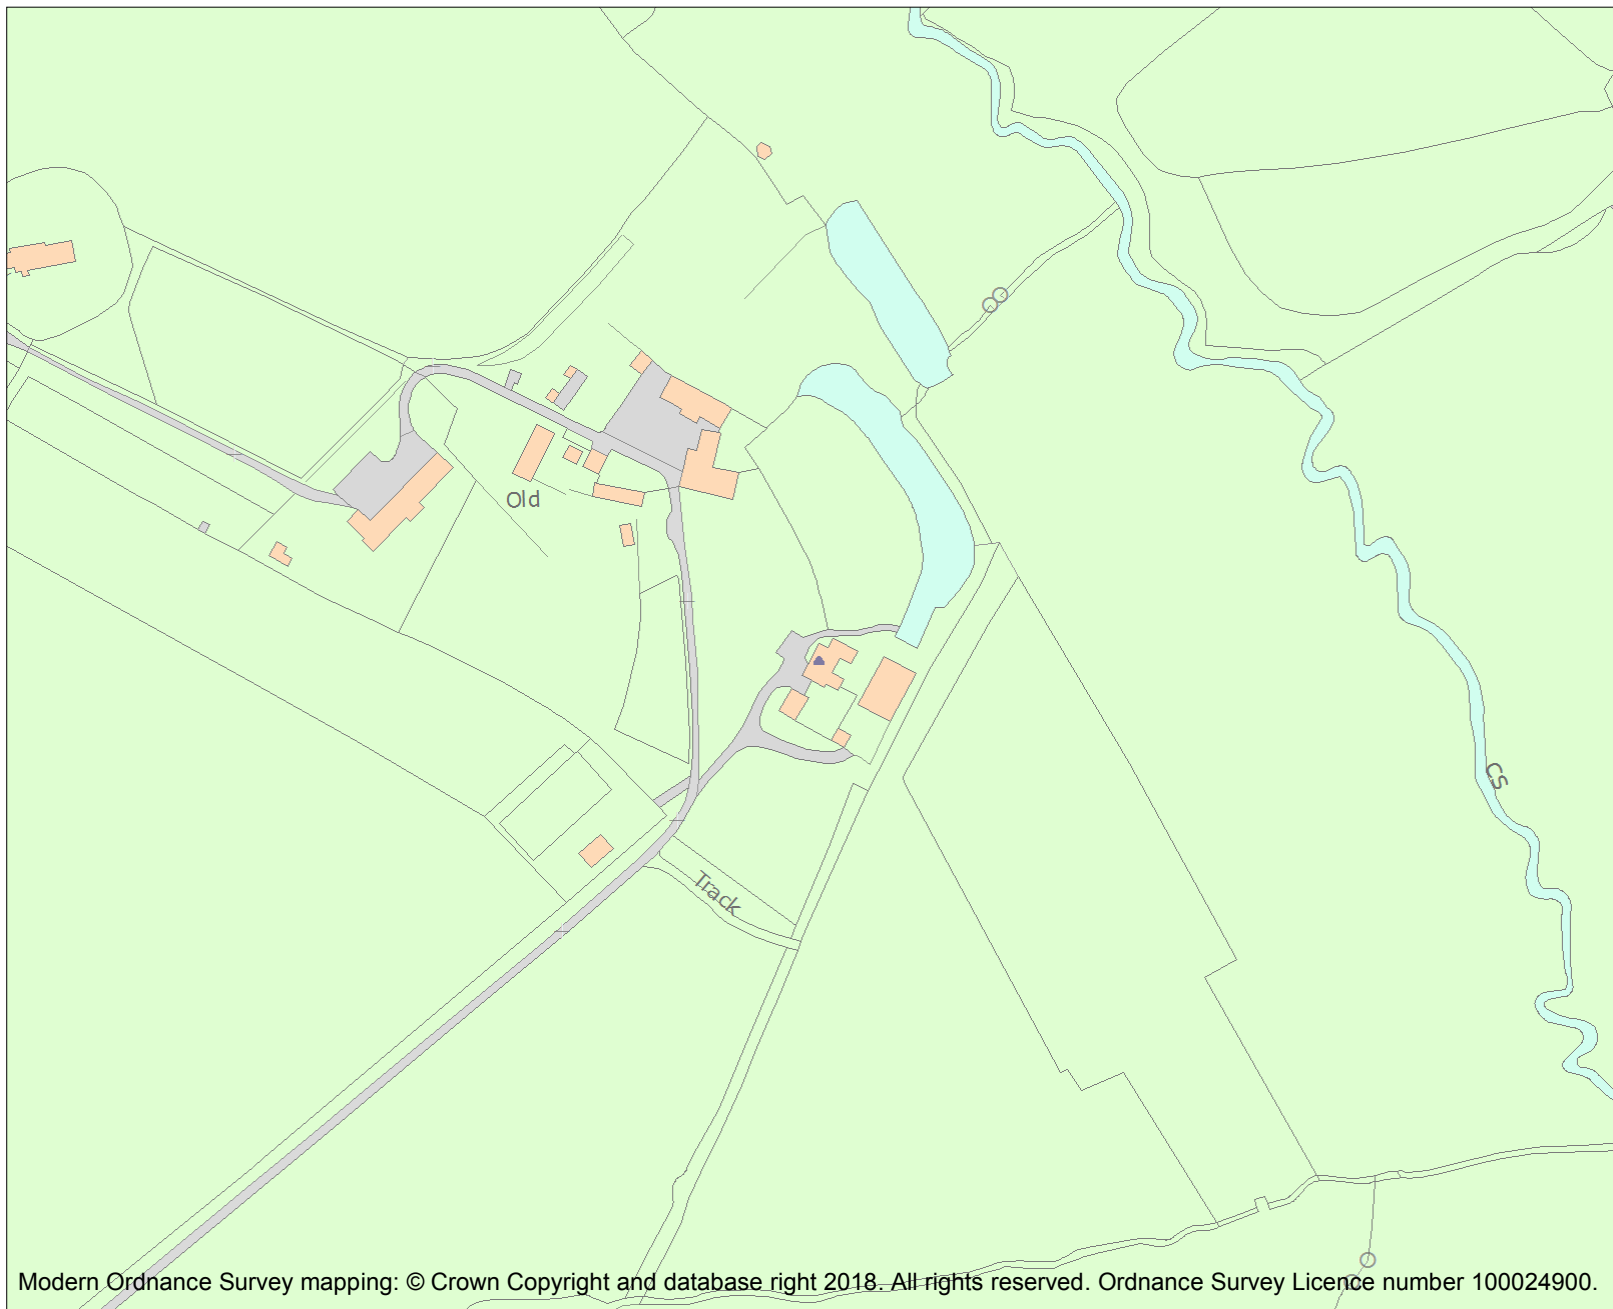 Old
CS
Track
Modern Ordnance Survey mapping: © Crown Copyright and database right 2018. All rights reserved. Ordnance Survey Licence number 100024900.